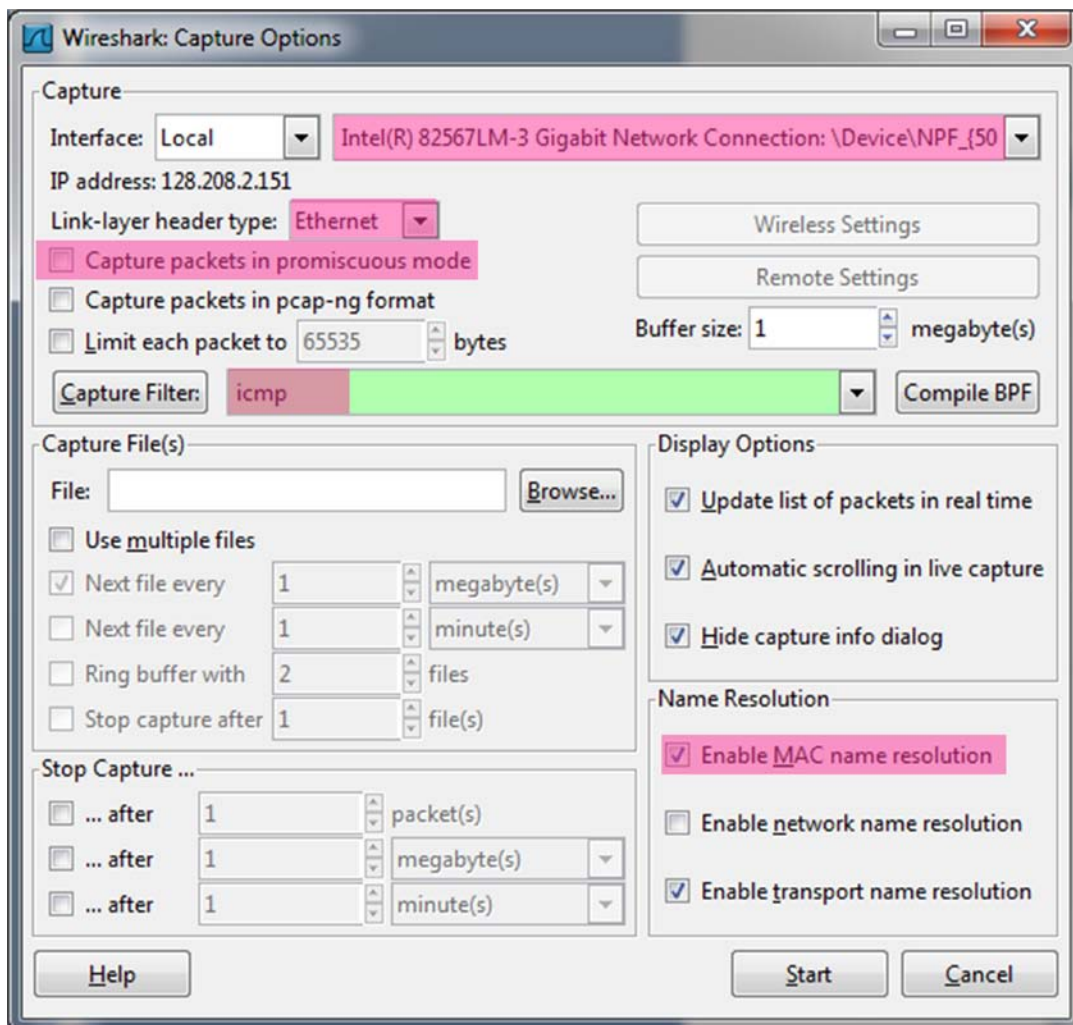 Wireshark: Capture Options
Capture
Interface: Local Intel(R) 82567LM-3 Gigabit Network Connection: \Device\NPF_{50
IP address: 128.208.2.151
Link-layer header type: Ethernet
Wireless Settings
Capture packets in promiscuous mode
Remote Settings
Capture packets in pcap-ng format
Limit each packet to 65535 bytes
Buffer size: 1 megabyte(s)
Capture Filter: icmp Compile BPF
Capture File(s)
File: Browse...
Use multiple files
Next file every 1 megabyte(s)
Next file every 1 minute(s)
Ring buffer with 2 files
Stop capture after 1 file(s)
Stop Capture ...
... after 1 packet(s)
... after 1 megabyte(s)
... after 1 minute(s)
Display Options
Update list of packets in real time
Automatic scrolling in live capture
Hide capture info dialog
Name Resolution
Enable MAC name resolution
Enable network name resolution
Enable transport name resolution
Help Start Cancel